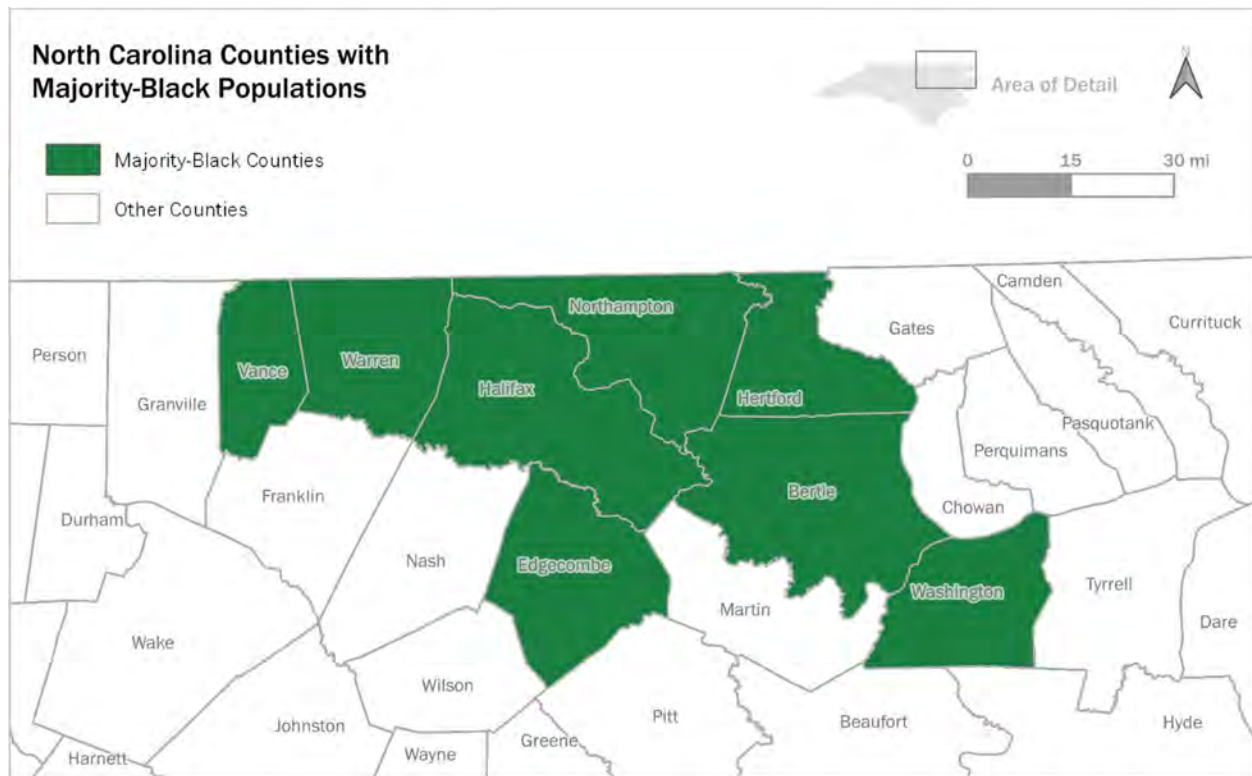 North Carolina Counties with
Majority-Black Populations
Majority-Black Counties
Other Counties
N
Area of Detail
0 15 30 mi
Camden
Northampton
Gates
Currituck
Person
Vance
Warren
Halifax
Hertford
Granville
Pasquotank
Perquimans
Franklin
Bertie
Chowan
Durham
Nash
Edgecombe
Washington
Tyrrell
Martin
Dare
Wake
Wilson
Johnston
Pitt
Beaufort
Hyde
Greene
Wayne
Harnett